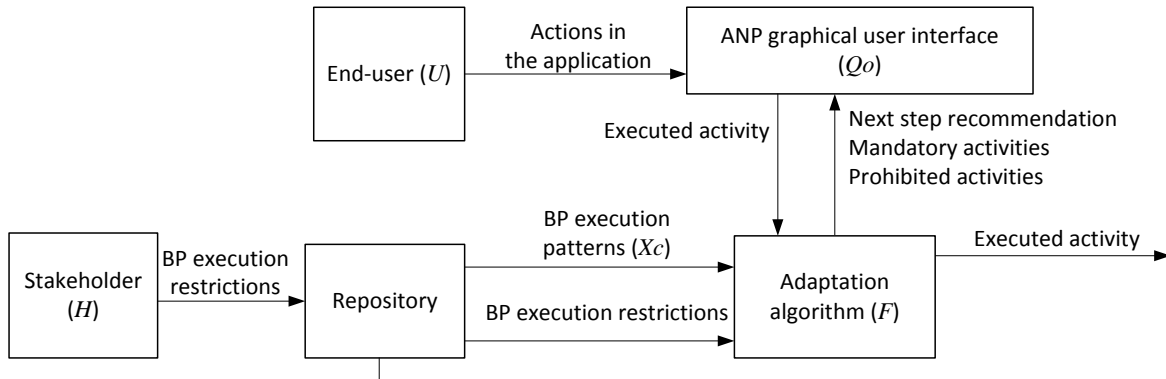 End-user (U)
Actions in
the application
ANP graphical user interface
(Qo)
Executed activity
Next step recommendation
Mandatory activities
Prohibited activities
Stakeholder
(H)
BP execution
restrictions
Repository
BP execution
patterns (Xc)
BP execution restrictions
Adaptation
algorithm (F)
Executed activity